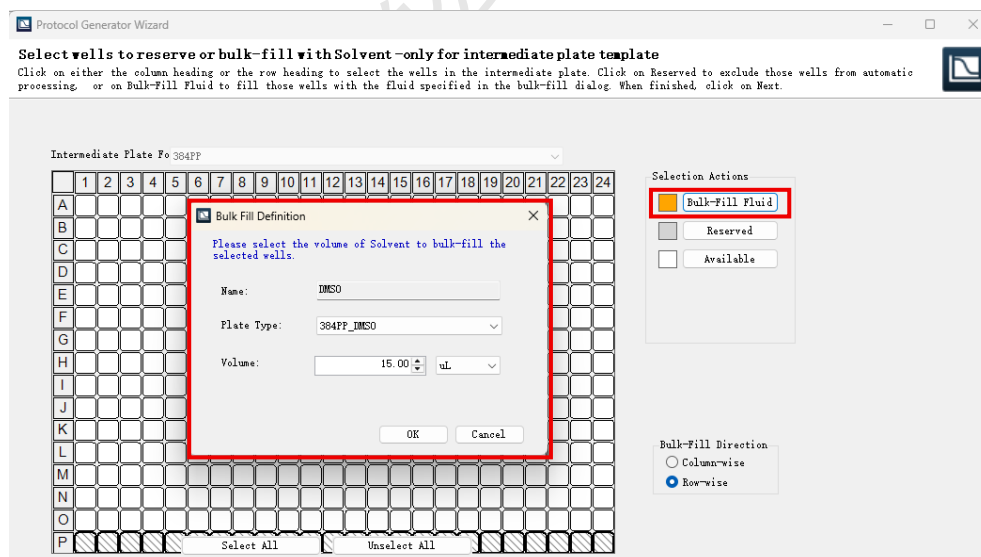 Protocol Generator Wizard
Select wells to reserve or bulk-fill with Solvent-only for intermediate plate template
Click on either the column heading or the row heading to select the wells in the intermediate plate. Click on Reserved to exclude those wells from automatic
processing, or on Bulk-Fill Fluid to fill those wells with the fluid specified in the bulk-fill dialog. When finished, click on Next.
Intermediate Plate Fo 384PP
1 2 3 4 5 6 7 8 9 10 11 12 13 14 15 16 17 18 19 20 21 22 23 24
A
B
C
D
E
F
G
H
I
J
K
L
M
N
O
P
Bulk Fill Definition
Please select the volume of Solvent to bulk-fill the
selected wells.
Name: DMSO
Plate Type: 384PP_DMSO
Volume: 15.00 uL
OK Cancel
Select All Unselect All
Selection Actions
Bulk-Fill Fluid
Reserved
Available
Bulk-Fill Direction
Column-wise
Row-wise